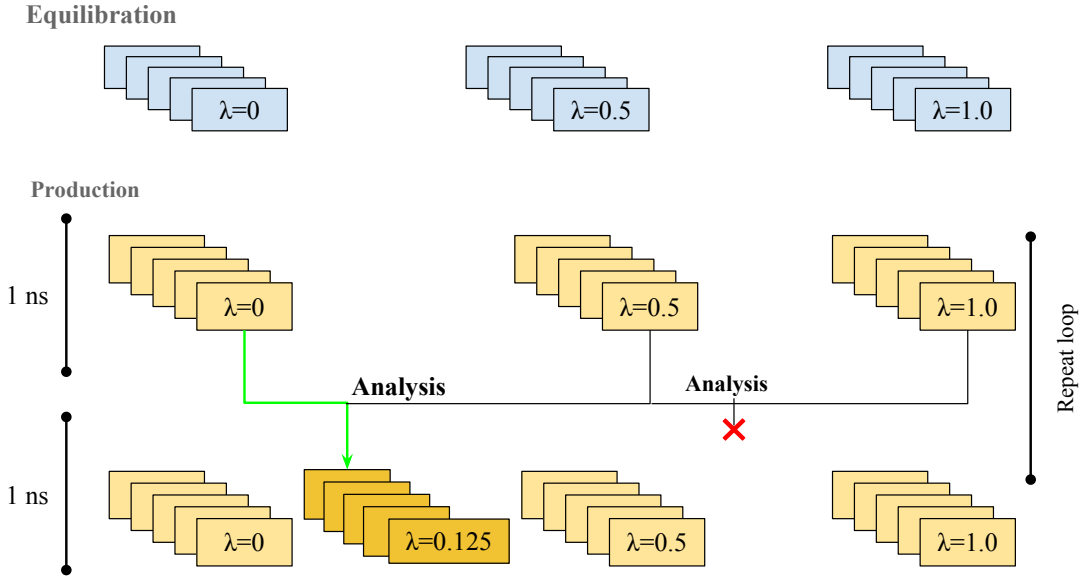 Equilibration
λ=0
λ=0.5
λ=1.0
Production
1 ns
λ=0
λ=0.5
λ=1.0
Repeat loop
Analysis
Analysis
1 ns
λ=0
λ=0.125
λ=0.5
λ=1.0